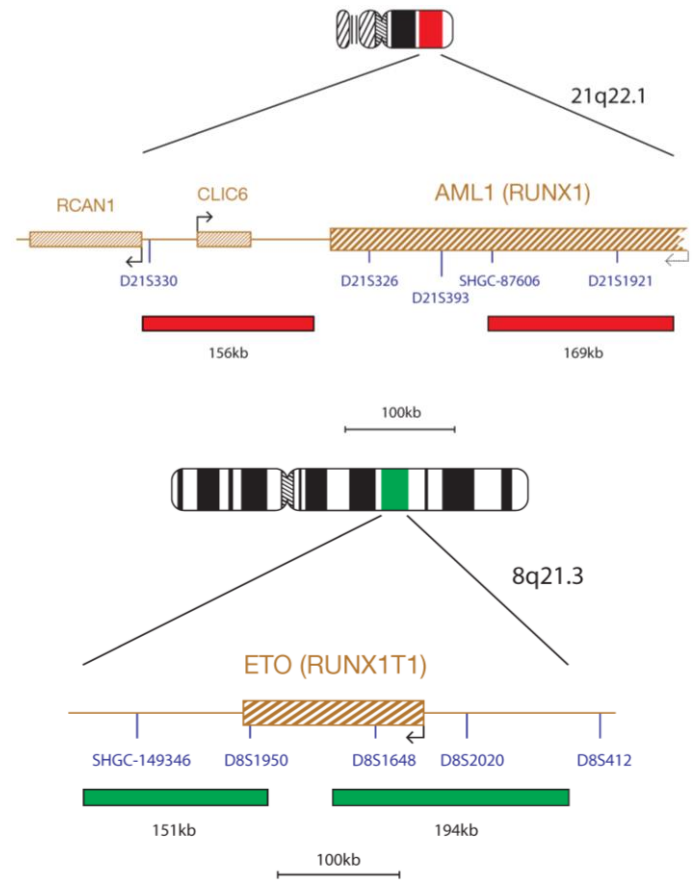 21q22.1
RCAN1
CLIC6
AML1 (RUNX1)
D21S330
D21S326
D21S393
SHGC-87606
D21S1921
156kb
169kb
100kb
8q21.3
ETO (RUNX1T1)
SHGC-149346
D8S1950
D8S1648
D8S2020
D8S412
151kb
194kb
100kb